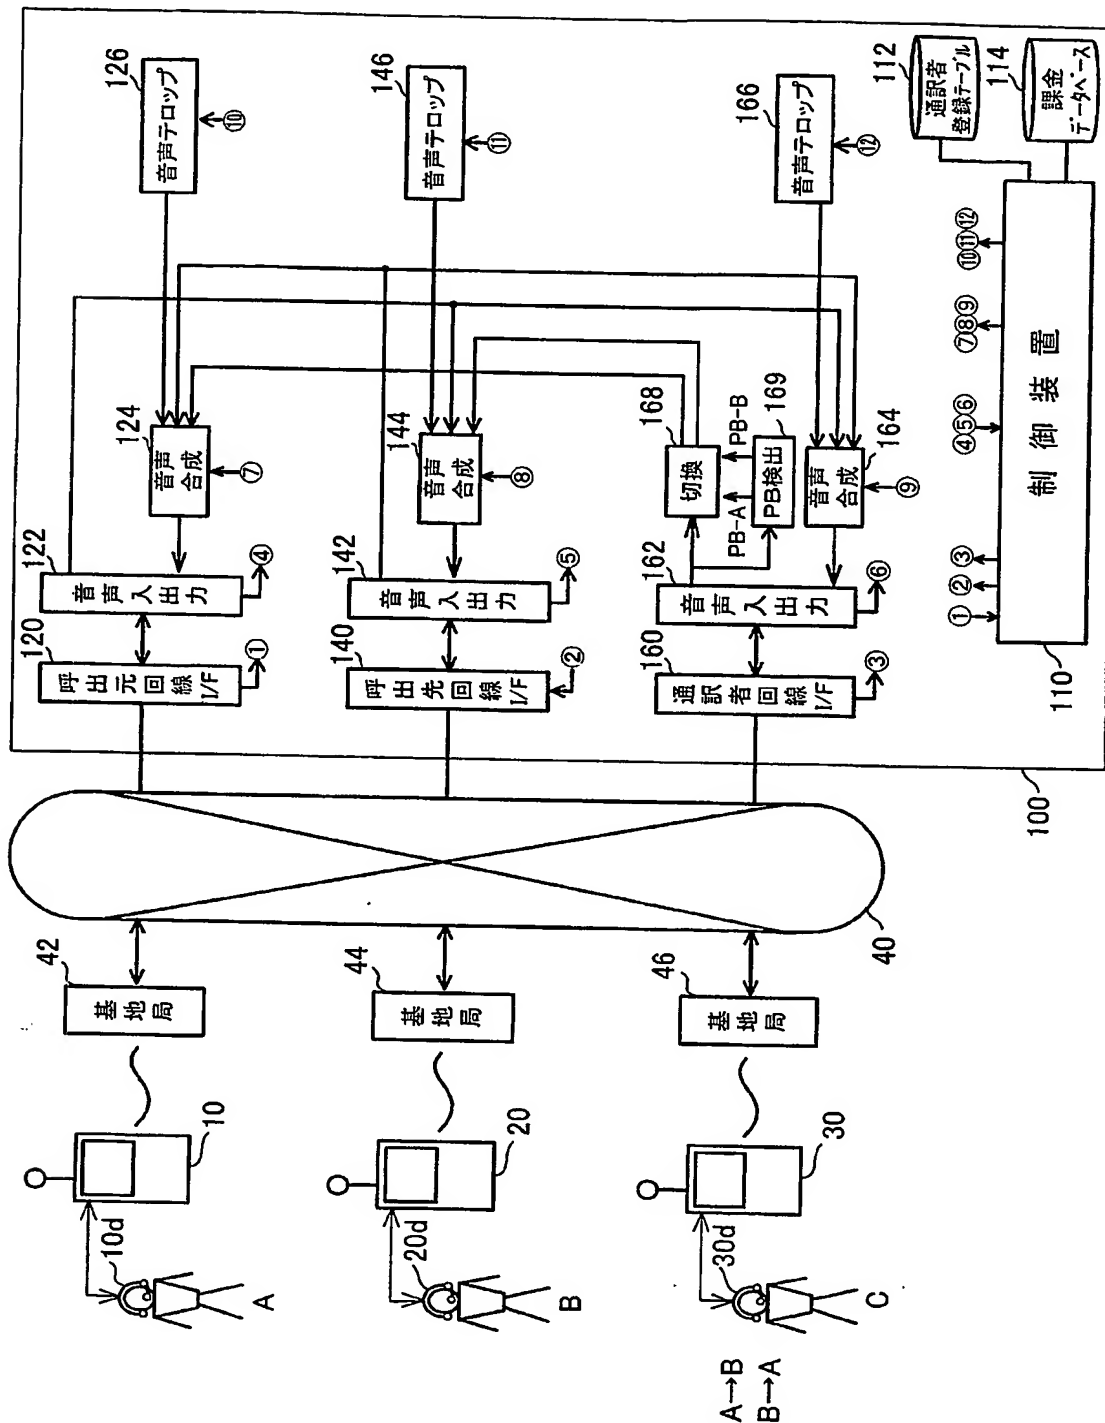 126
音声テロップ
⑩
146
音声テロップ
⑪
166
音声テロップ
⑫
112
通訳者
登録テーブル
114
課金
データベース
124
音声
合成
⑦
144
音声
合成
⑧
168
切換
PB-A
PB-B
169
PB検出
164
音声
合成
⑨
122
音声入出力
④
142
音声入出力
⑤
162
音声入出力
⑥
120
呼出元回線
I/F
①
140
呼出先回線
I/F
②
160
通訳者回線
I/F
③
制御装置
① ② ③
④⑤⑥
⑦⑧⑨
⑩⑪⑫
110
100
40
42
基地局
44
基地局
46
基地局
10
20
30
10d
20d
30d
A
B
C
A→B
B→A